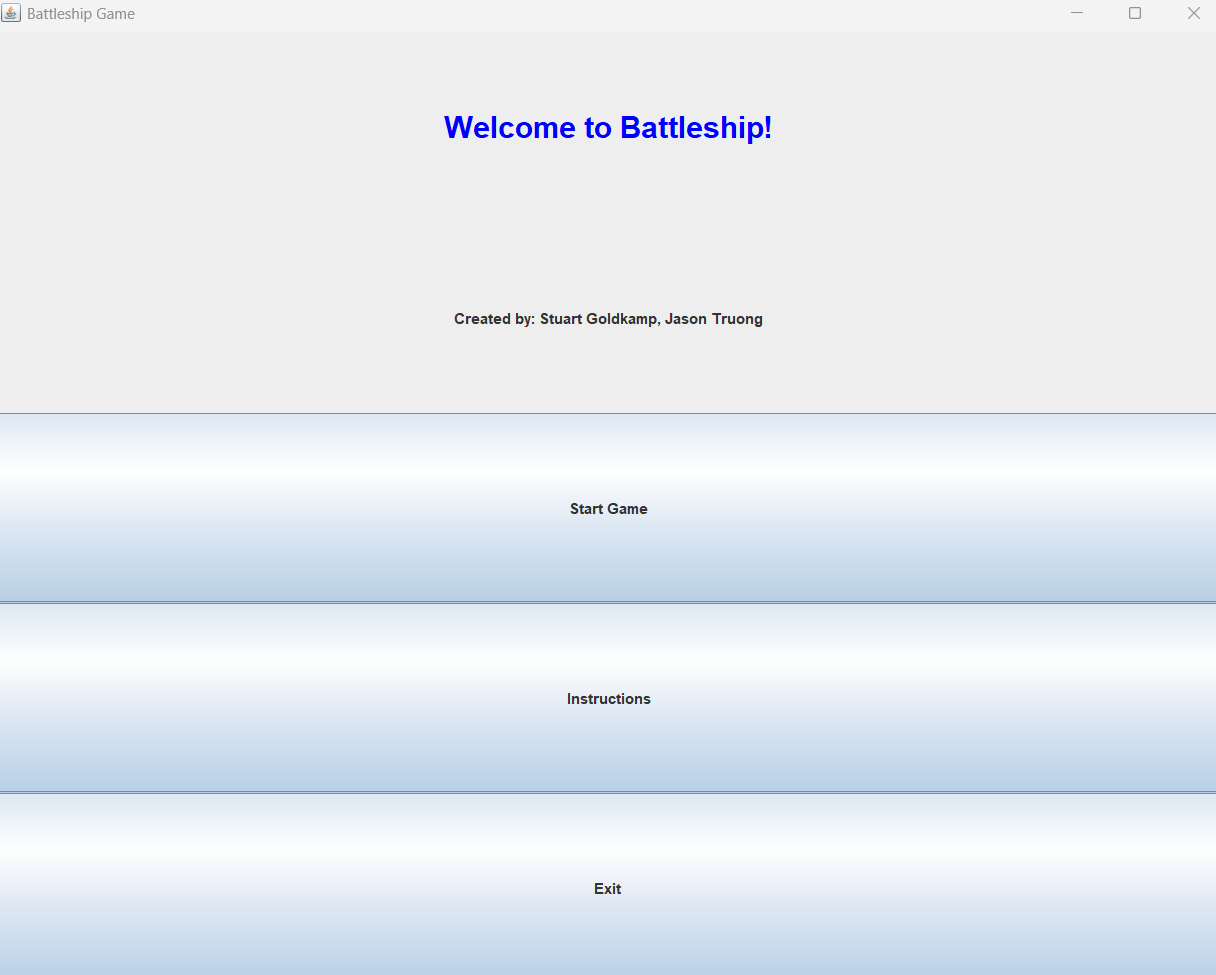 Battleship Game
Welcome to Battleship!
Created by: Stuart Goldkamp, Jason Truong
Start Game
Instructions
Exit